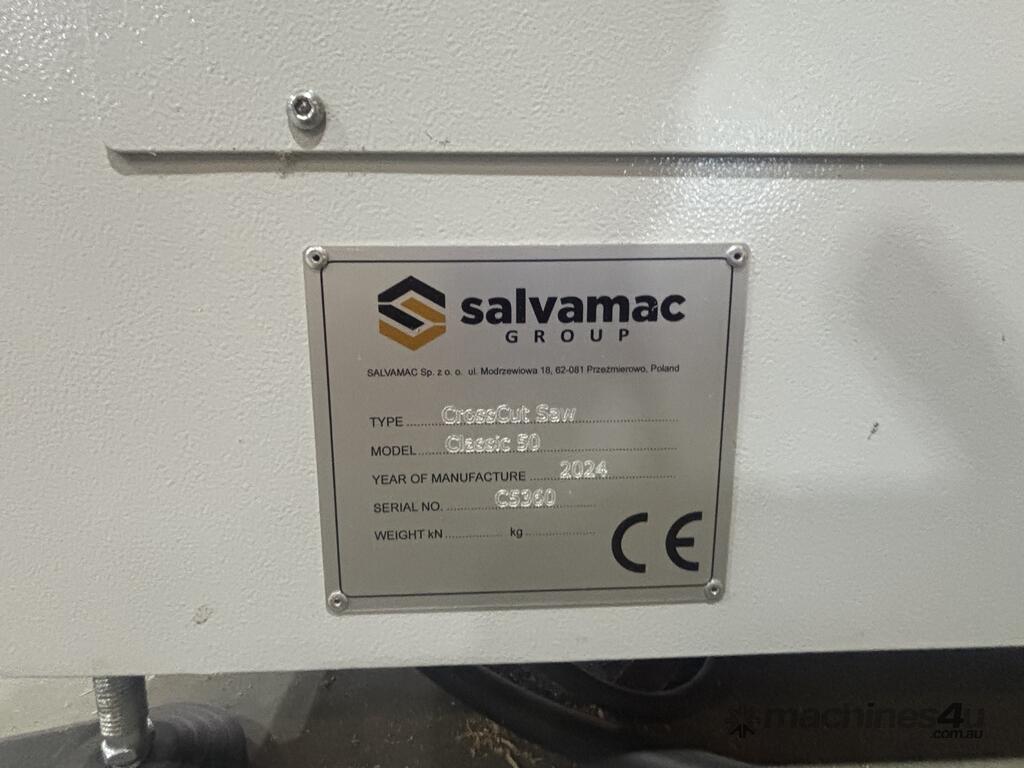 salvamac
GROUP
SALVAMAC Sp. z o. o. ul. Modrzewiowa 18, 62-081 Przeźmierowo, Poland
TYPE CrossCut Saw
MODEL Classic 50
YEAR OF MANUFACTURE 2024
SERIAL NO. C5360
WEIGHT kN kg
CE
machines4u
.com.au